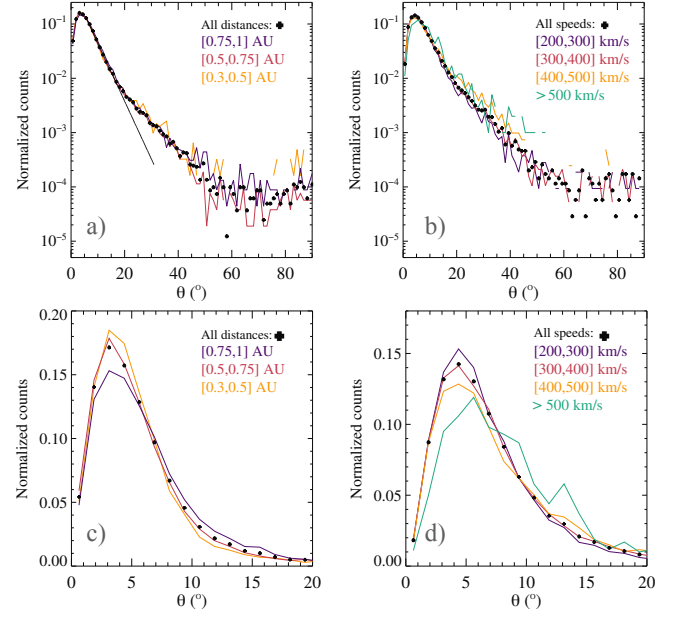 All distances:
[0.75,1] AU
[0.5,0.75] AU
[0.3,0.5] AU
10⁻¹
10⁻²
10⁻³
10⁻⁴
10⁻⁵
Normalized counts
a)
0 20 40 60 80
θ (°)
All speeds:
[200,300] km/s
[300,400] km/s
[400,500] km/s
> 500 km/s
10⁻¹
10⁻²
10⁻³
10⁻⁴
10⁻⁵
Normalized counts
b)
0 20 40 60 80
θ (°)
All distances:
[0.75,1] AU
[0.5,0.75] AU
[0.3,0.5] AU
0.20
0.15
0.10
0.05
0.00
Normalized counts
c)
0 5 10 15 20
θ (°)
All speeds:
[200,300] km/s
[300,400] km/s
[400,500] km/s
> 500 km/s
0.15
0.10
0.05
0.00
Normalized counts
d)
0 5 10 15 20
θ (°)